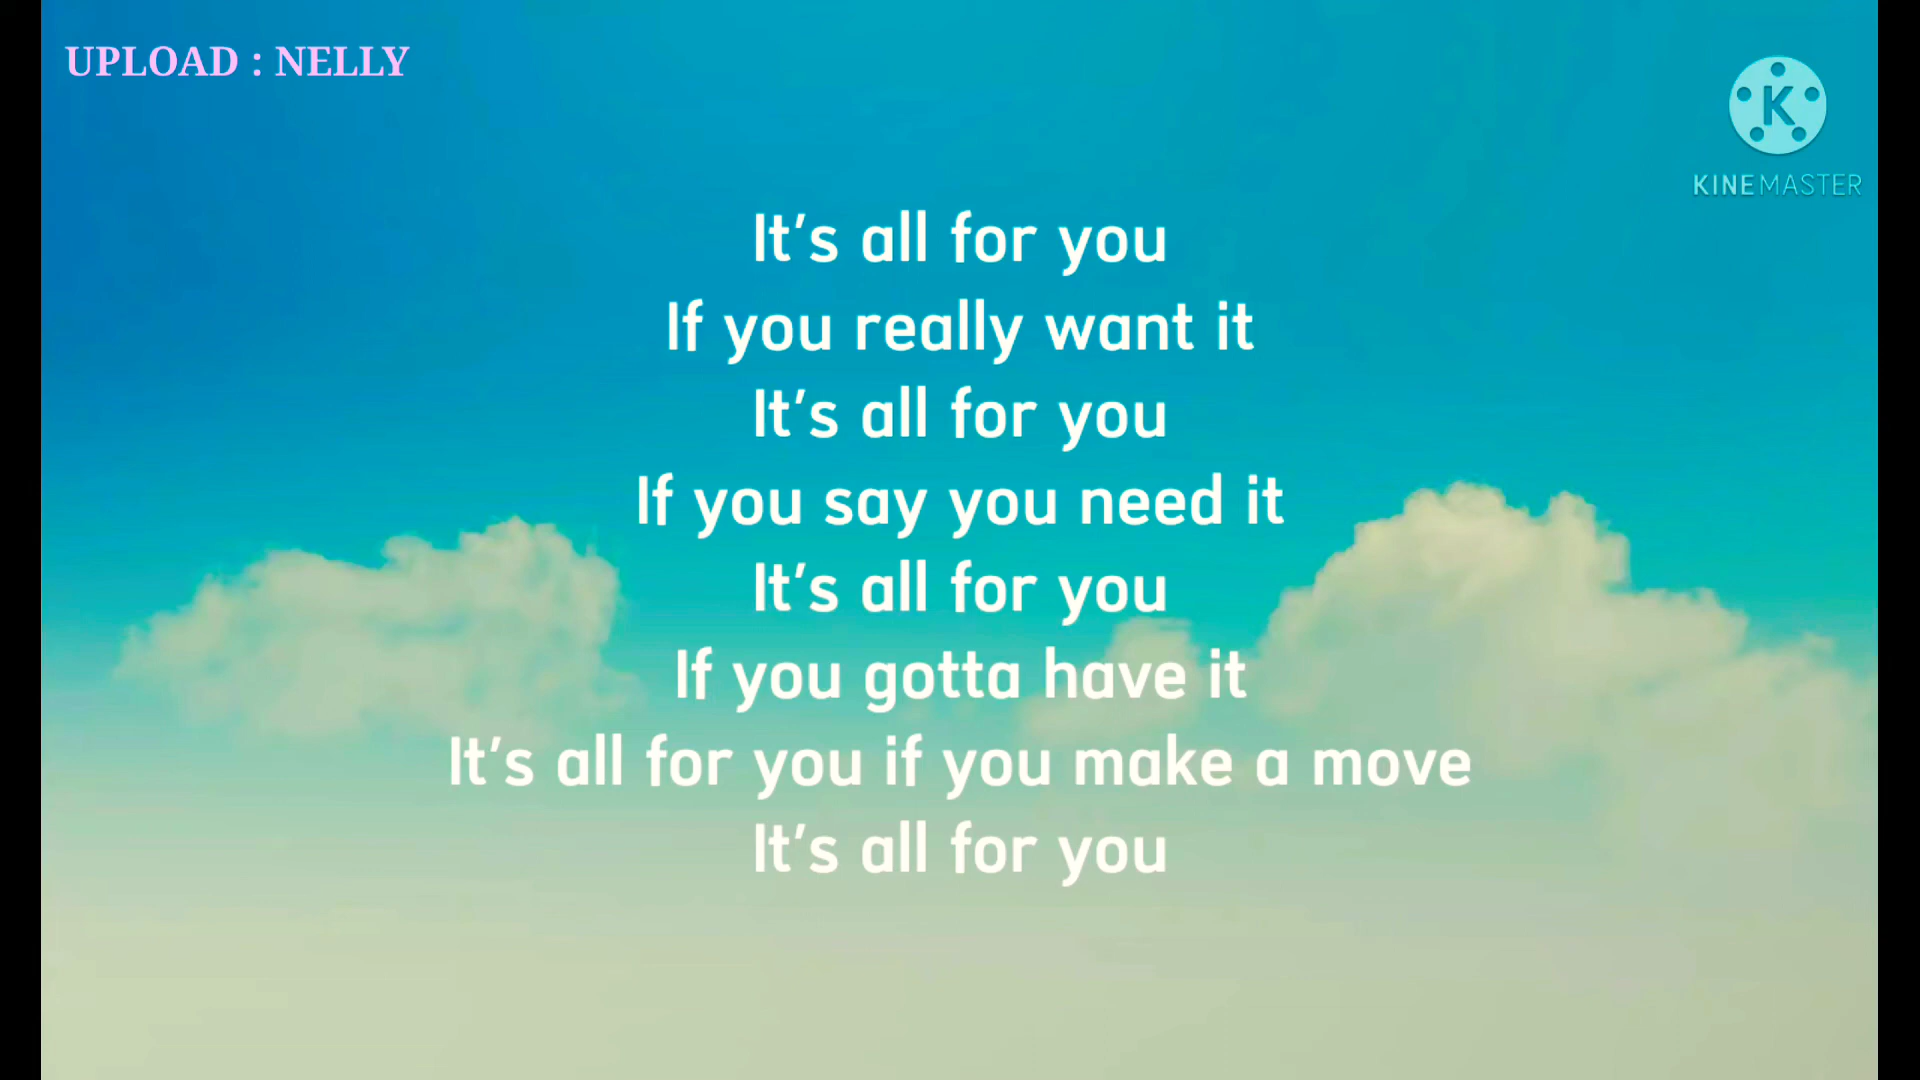 UPLOAD : NELLY
KINEMASTER
It's all for you
If you really want it
It's all for you
If you say you need it
It's all for you
If you gotta have it
It's all for you if you make a move
It's all for you